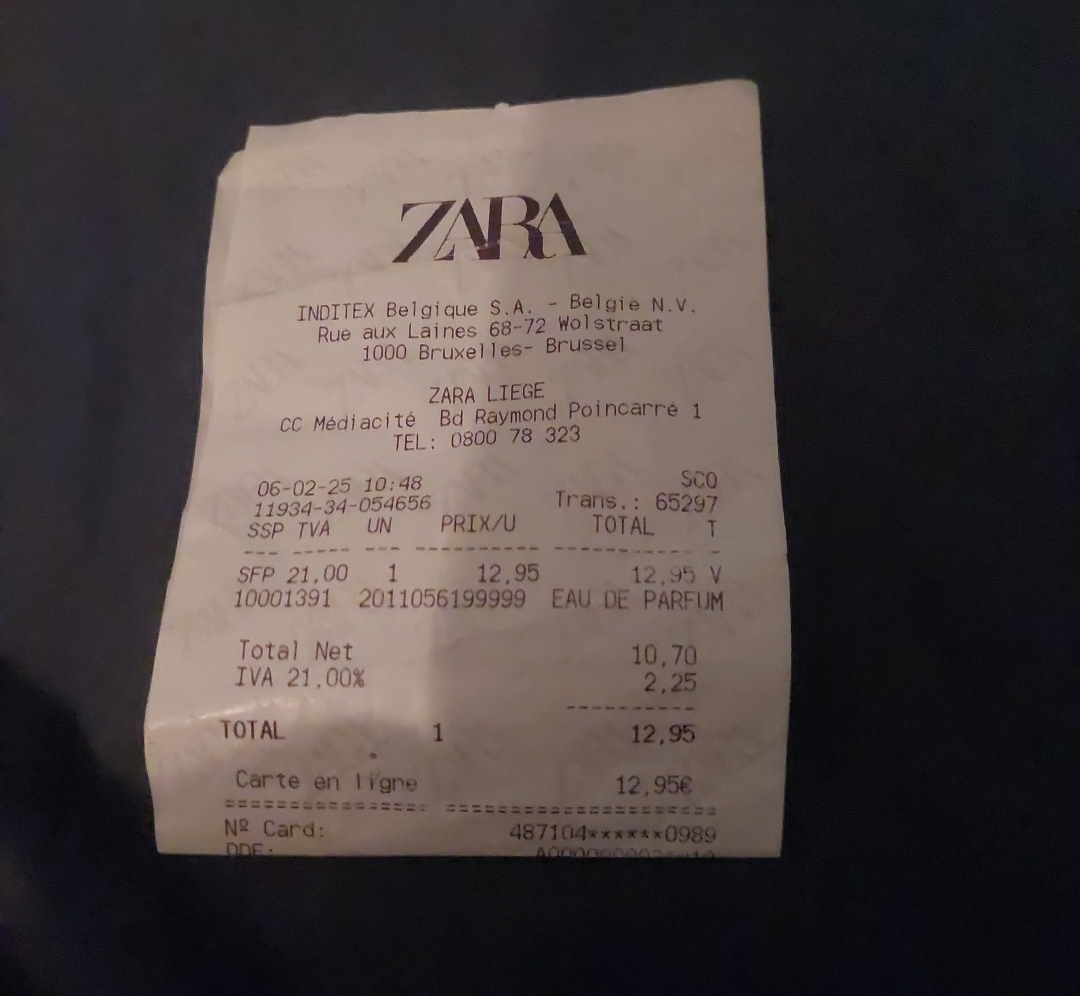 ZARA
INDITEX Belgique S.A. - Belgie N.V.
Rue aux Laines 68-72 Wolstraat
1000 Bruxelles- Brussel
ZARA LIEGE
CC Médiacité Bd Raymond Poincarré 1
TEL: 0800 78 323
06-02-25 10:48 SCO
11934-34-054656 Trans.: 65297
SSP TVA UN PRIX/U TOTAL T
--- ----- --- ---------- ----------- -
SFP 21,00 1 12,95 12,95 V
10001391 2011056199999 EAU DE PARFUM
Total Net 10,70
IVA 21,00% 2,25
----------
TOTAL 1 12,95
Carte en ligne 12,95€
================ =====================
Nº Card: 487104******0989
DDF: